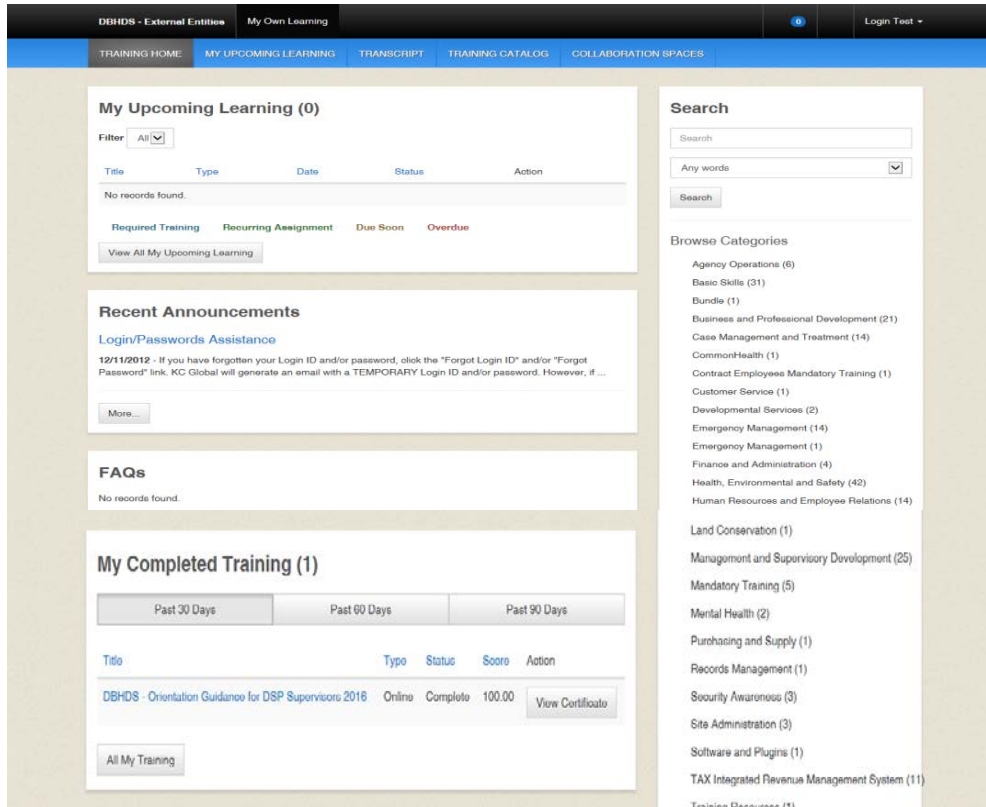 DBHDS - External Entities My Own Learning 0 Login Test
TRAINING HOME MY UPCOMING LEARNING TRANSCRIPT TRAINING CATALOG COLLABORATION SPACES
My Upcoming Learning (0)
Filter All
Title Type Date Status Action
No records found.
Required Training Recurring Assignment Due Soon Overdue
View All My Upcoming Learning
Recent Announcements
Login/Passwords Assistance
12/11/2012 - If you have forgotten your Login ID and/or password, click the "Forgot Login ID" and/or "Forgot
Password" link. KC Global will generate an email with a TEMPORARY Login ID and/or password. However, if ...
More...
FAQs
No records found.
My Completed Training (1)
Past 30 Days Past 60 Days Past 90 Days
Title Type Status Score Action
DBHDS - Orientation Guidance for DSP Supervisors 2016 Online Complete 100.00 View Certificate
All My Training
Search
Search
Any words
Search
Browse Categories
Agency Operations (6)
Basic Skills (31)
Bundle (1)
Business and Professional Development (21)
Case Management and Treatment (14)
CommonHealth (1)
Contract Employees Mandatory Training (1)
Customer Service (1)
Developmental Services (2)
Emergency Management (14)
Emergency Management (1)
Finance and Administration (4)
Health, Environmental and Safety (42)
Human Resources and Employee Relations (14)
Land Conservation (1)
Management and Supervisory Development (25)
Mandatory Training (5)
Mental Health (2)
Purchasing and Supply (1)
Records Management (1)
Security Awareness (3)
Site Administration (3)
Software and Plugins (1)
TAX Integrated Revenue Management System (11)
Training Resources (1)